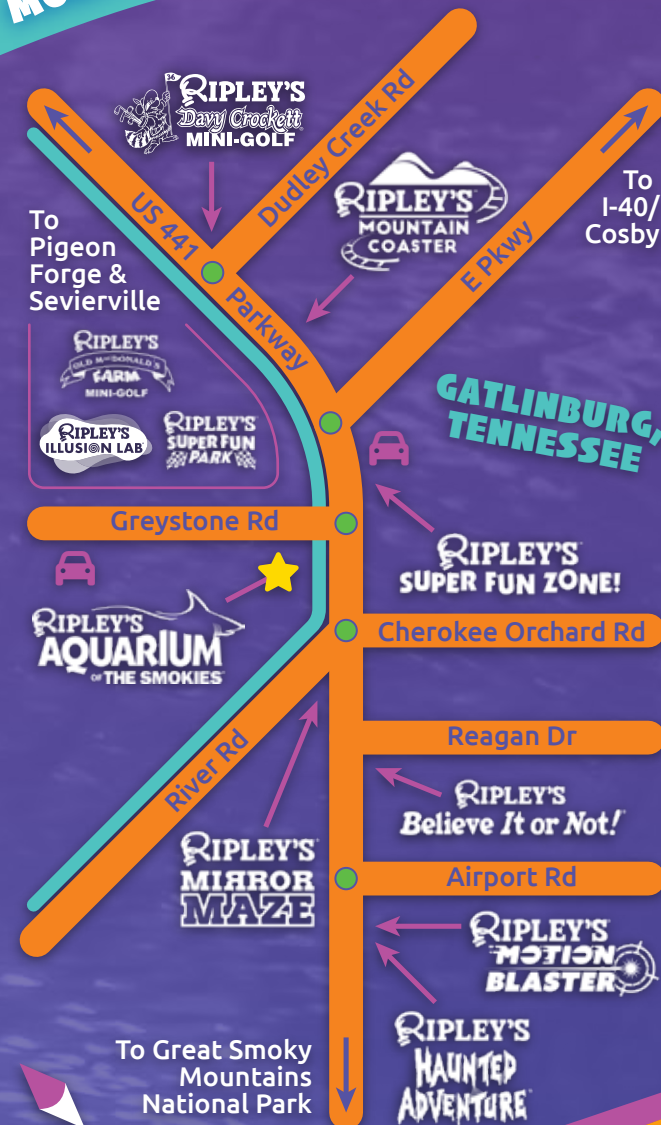 MO
36
RIPLEY'S
Davy Crockett
MINI-GOLF
Dudley Creek Rd
US 441
Parkway
RIPLEY'S
MOUNTAIN
COASTER
E Pkwy
To
I-40/
Cosby
To
Pigeon
Forge &
Sevierville
RIPLEY'S
OLD MACDONALD'S
FARM
MINI-GOLF
RIPLEY'S
ILLUSION LAB
RIPLEY'S
SUPER FUN
PARK
GATLINBURG,
TENNESSEE
Greystone Rd
RIPLEY'S
SUPER FUN ZONE!
RIPLEY'S
AQUARIUM
OF THE SMOKIES
Cherokee Orchard Rd
River Rd
Reagan Dr
RIPLEY'S
Believe It or Not!
RIPLEY'S
MIRROR
MAZE
Airport Rd
RIPLEY'S
MOTION
BLASTER
RIPLEY'S
HAUNTED
ADVENTURE
To Great Smoky
Mountains
National Park